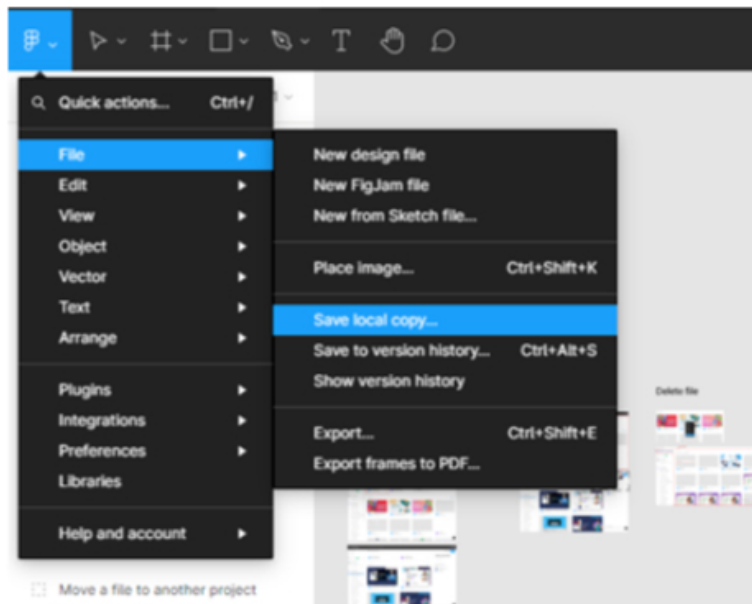 Quick actions... Ctrl+/
File
Edit
View
Object
Vector
Text
Arrange
Plugins
Integrations
Preferences
Libraries
Help and account
New design file
New FigJam file
New from Sketch file...
Place image... Ctrl+Shift+K
Save local copy...
Save to version history... Ctrl+Alt+S
Show version history
Export... Ctrl+Shift+E
Export frames to PDF...
Delete file
Move a file to another project